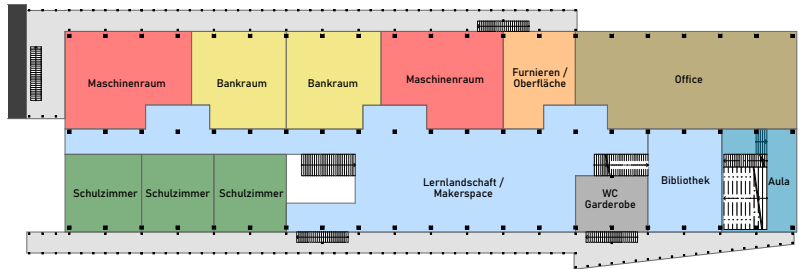 Maschinenraum
Bankraum
Bankraum
Maschinenraum
Furnieren /
Oberfläche
Office
Schulzimmer
Schulzimmer
Schulzimmer
Lernlandschaft /
Makerspace
WC
Garderobe
Bibliothek
Aula